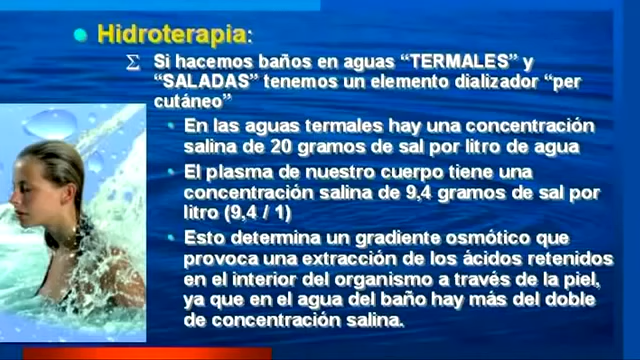 • Hidroterapia:
Σ Si hacemos baños en aguas “TERMALES” y
“SALADAS” tenemos un elemento dializador “per
cutáneo”
• En las aguas termales hay una concentración
salina de 20 gramos de sal por litro de agua
• El plasma de nuestro cuerpo tiene una
concentración salina de 9,4 gramos de sal por
litro (9,4 / 1)
• Esto determina un gradiente osmótico que
provoca una extracción de los ácidos retenidos
en el interior del organismo a través de la piel,
ya que en el agua del baño hay más del doble
de concentración salina.